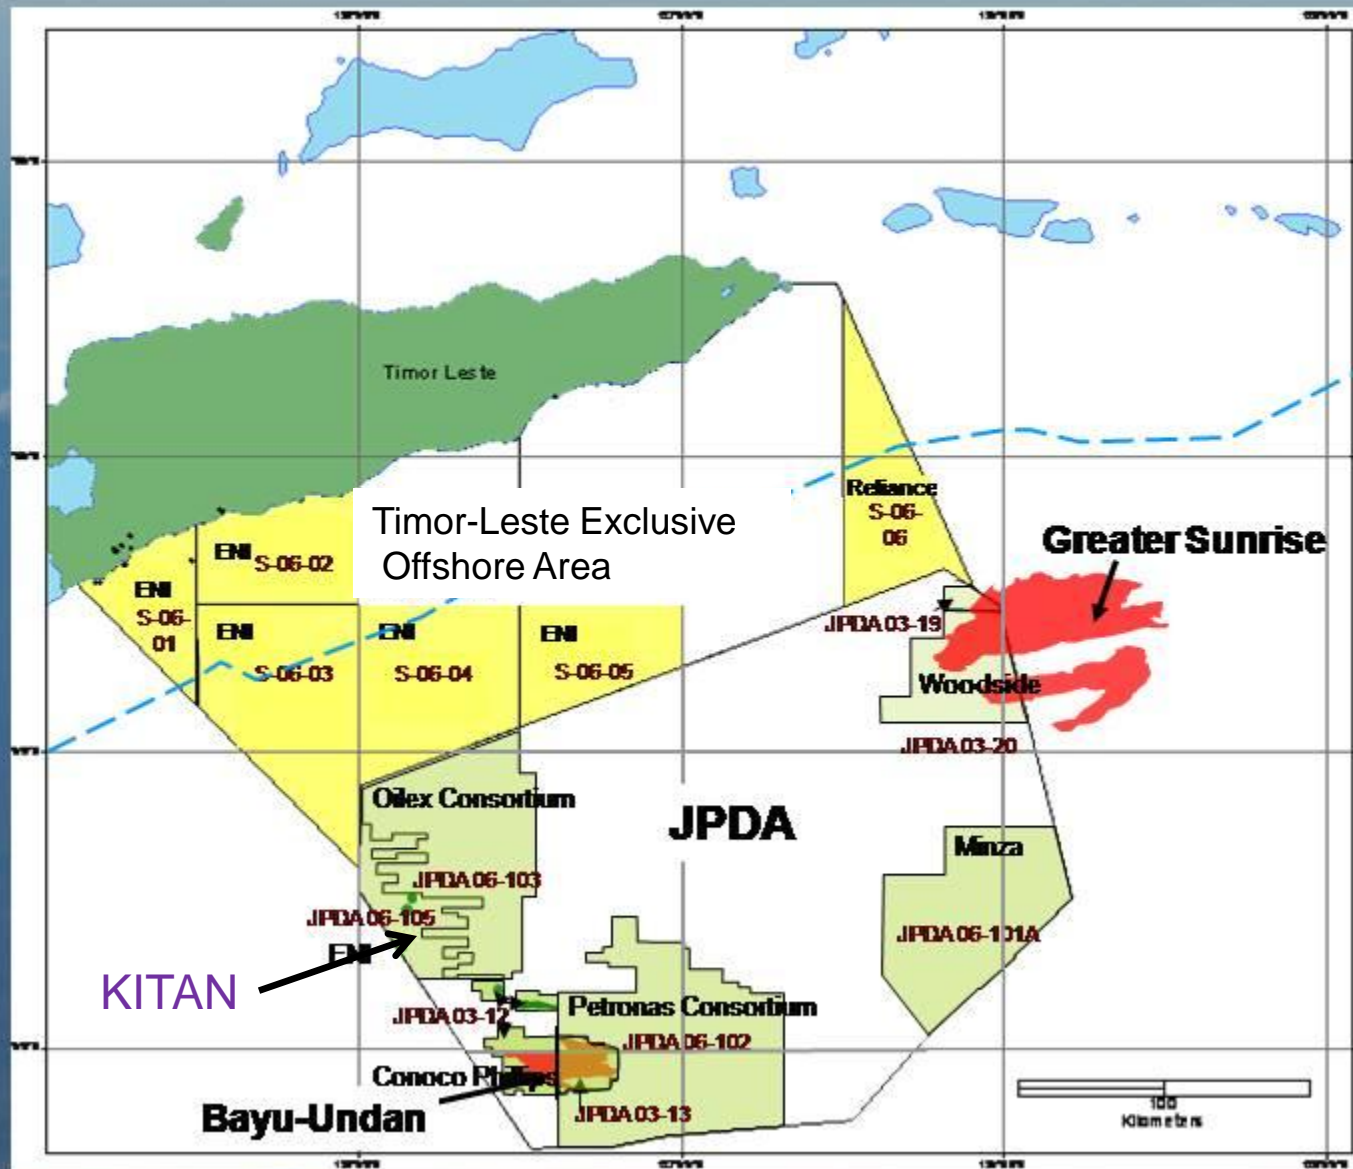 Timor Leste
Timor-Leste Exclusive
Offshore Area
Reliance
S-06-
06
Greater Sunrise
ENI
S-06-02
ENI
S-06-
01
ENI
S-06-03
ENI
S-06-04
ENI
S-06-05
JPDA 03-19
Woodside
JPDA 03-20
Oilex Consortium
JPDA
Minza
JPDA 06-103
JPDA 06-105
ENI
JPDA 06-101A
KITAN
JPDA 03-12
Petronas Consortium
JPDA 06-102
Conoco Phillips
Bayu-Undan
JPDA 03-13
100
Kilometers